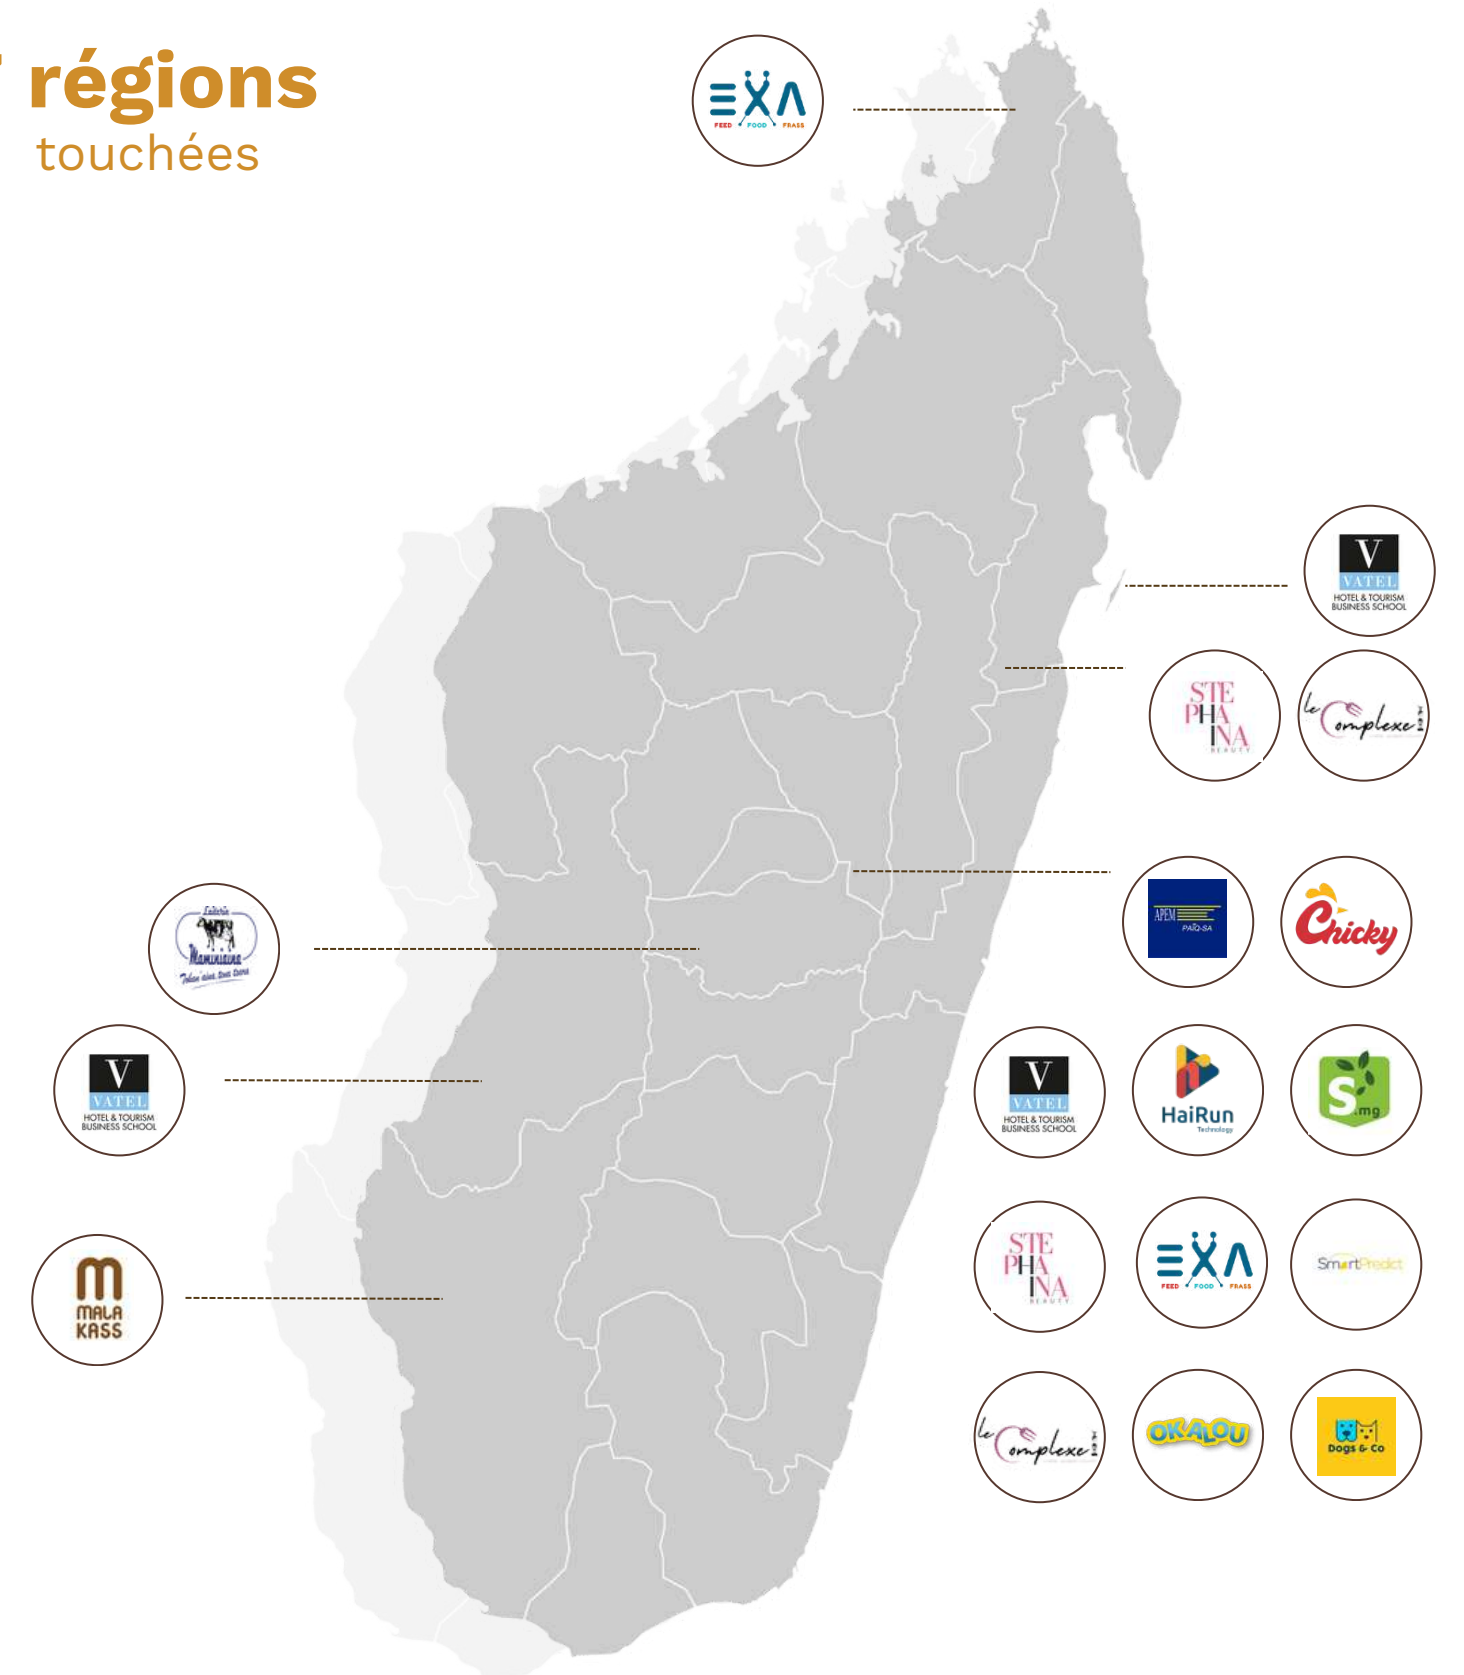 régions
touchées
EXA
FEED FOOD FRASS
V
VATEL
HOTEL & TOURISM
BUSINESS SCHOOL
STE
PHA
INA
BEAUTY
le Complexe
Laiterie
Maminiaina
APEM
PAIQ-SA
Chicky
V
VATEL
HOTEL & TOURISM
BUSINESS SCHOOL
V
VATEL
HOTEL & TOURISM
BUSINESS SCHOOL
HaiRun
Technology
S.mg
MALA
KASS
STE
PHA
INA
BEAUTY
EXA
FEED FOOD FRASS
SmartPredict
le Complexe
OKALOU
Dogs & Co